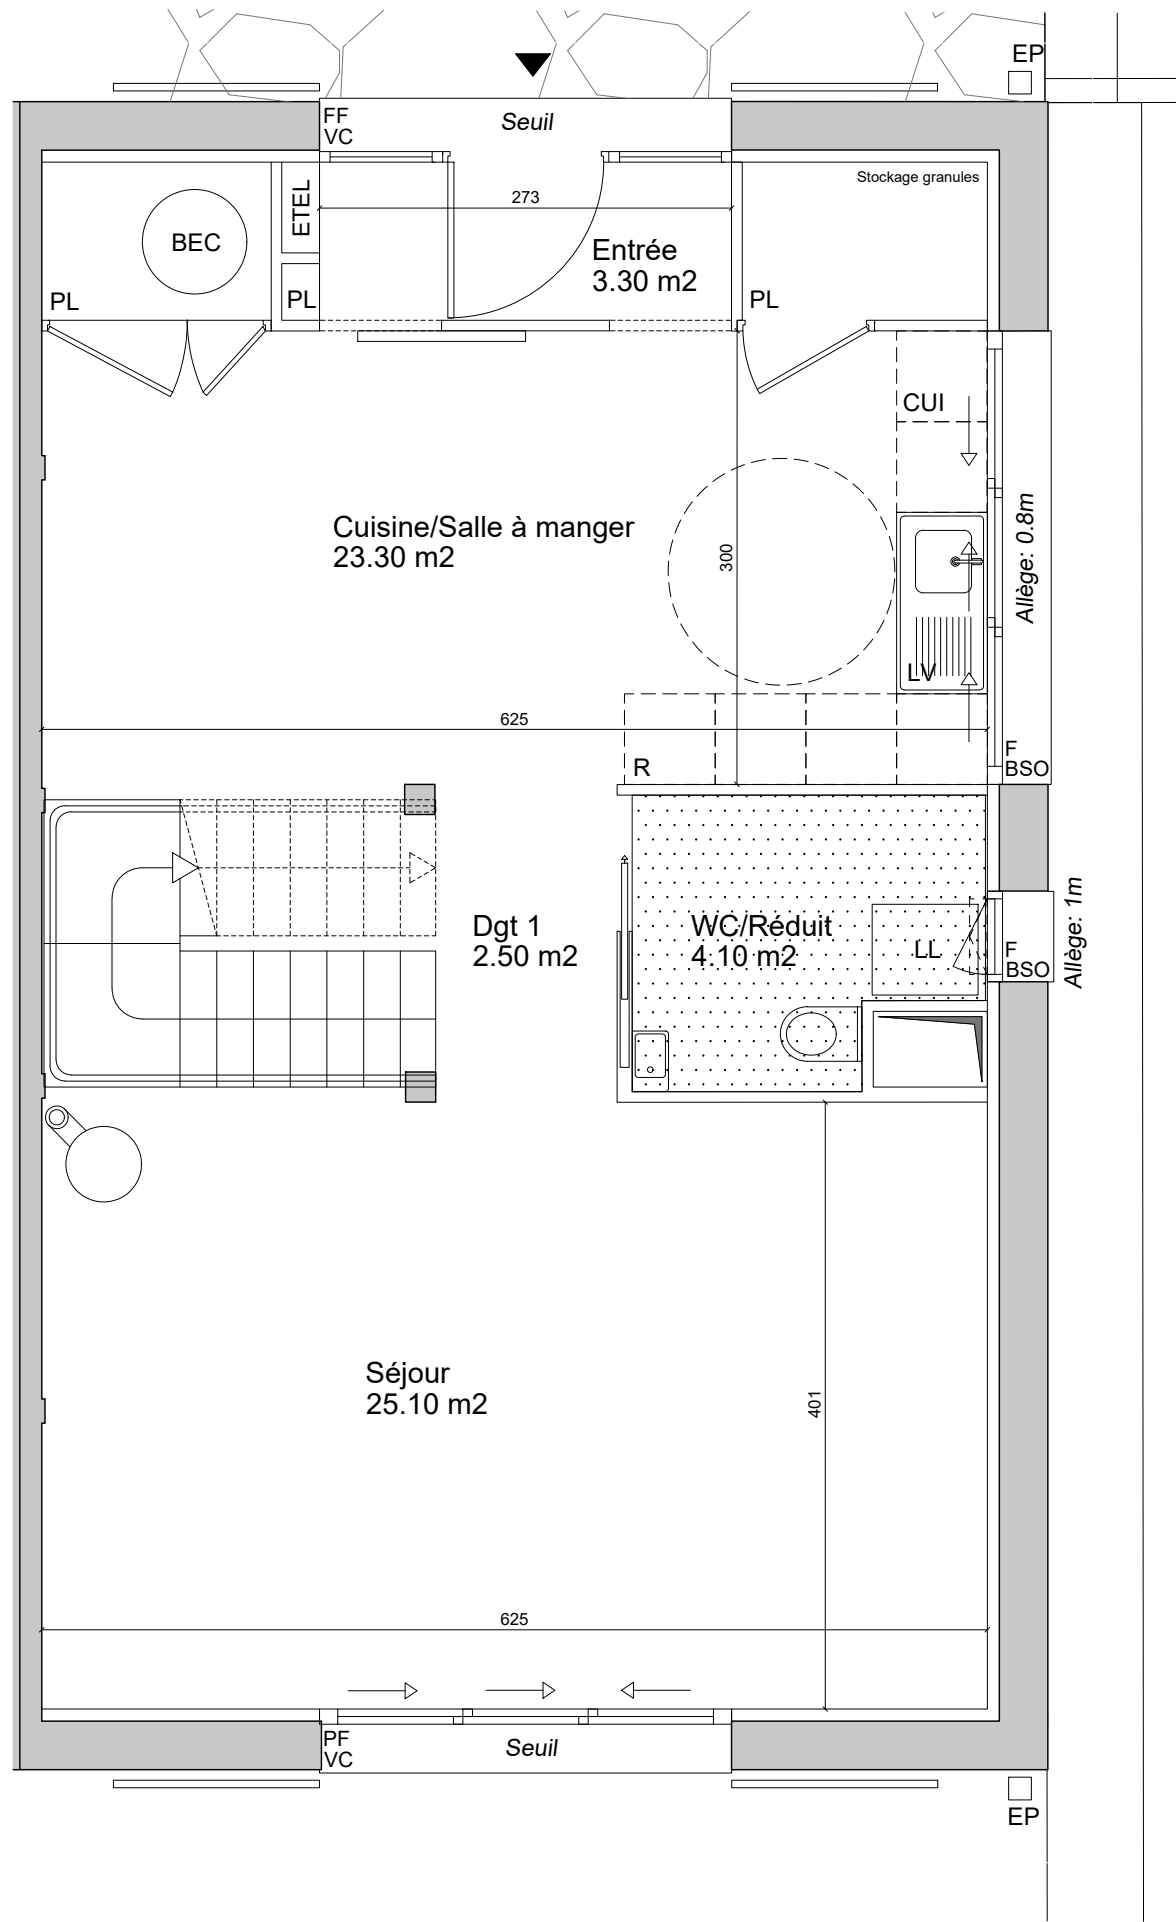 EP
FF
VC
Seuil
Stockage granules
ETEL
273
BEC
Entrée
3.30 m2
PL
PL
PL
CUI
Cuisine/Salle à manger
23.30 m2
300
Allège: 0.8m
LV
625
R
F
BSO
Dgt 1
2.50 m2
WC/Réduit
4.10 m2
LL
F
BSO
Allège: 1m
Séjour
25.10 m2
401
625
PF
VC
Seuil
EP